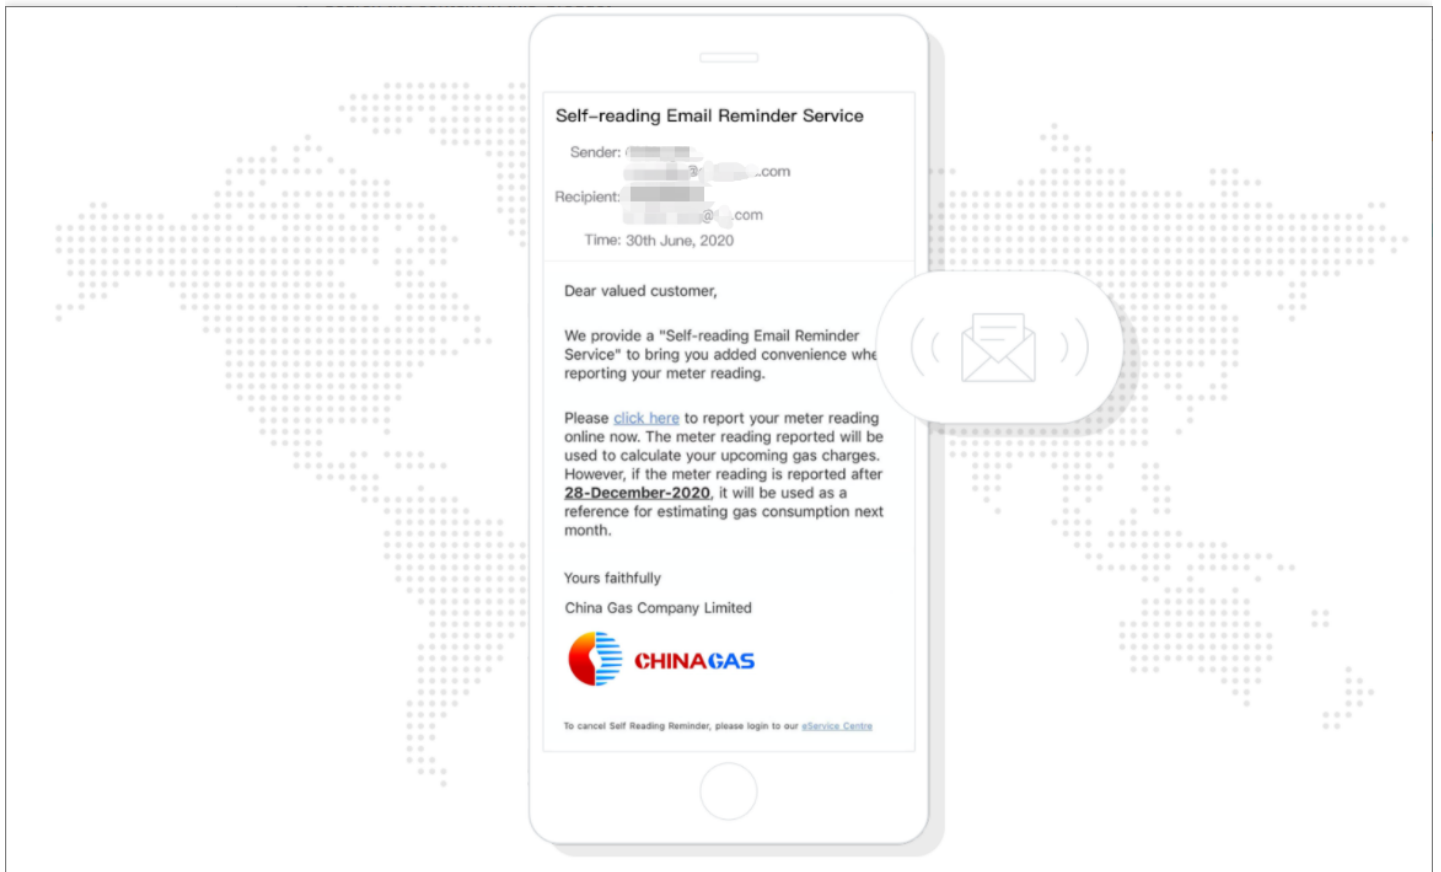 Self-reading Email Reminder Service
Sender:
@ .com
Recipient:
@ .com
Time: 30th June, 2020
Dear valued customer,
We provide a "Self-reading Email Reminder
Service" to bring you added convenience whe
reporting your meter reading.
Please click here to report your meter reading
online now. The meter reading reported will be
used to calculate your upcoming gas charges.
However, if the meter reading is reported after
28-December-2020, it will be used as a
reference for estimating gas consumption next
month.
Yours faithfully
China Gas Company Limited
CHINAGAS
To cancel Self Reading Reminder, please login to our eService Centre